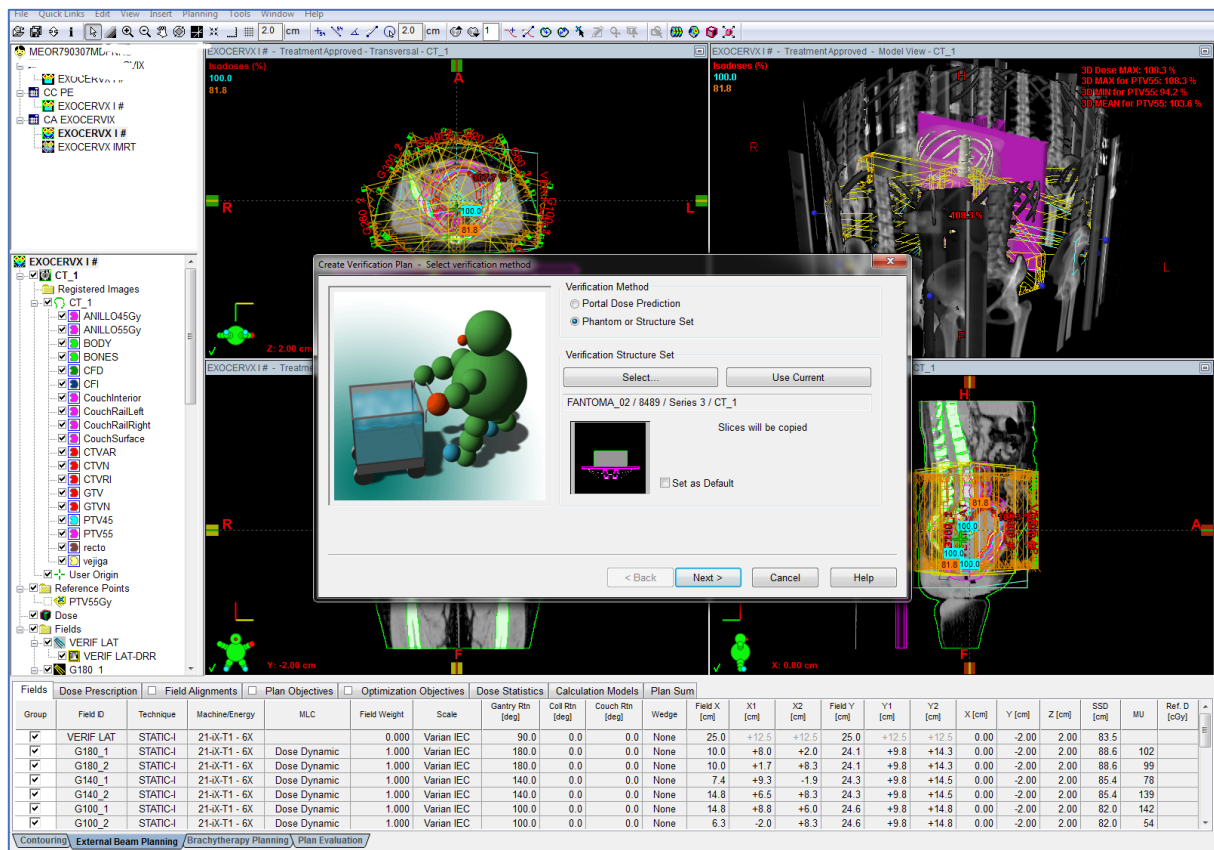 File Quick Links Edit View Insert Planning Tools Window Help
2.0 cm 2.0 cm 1
EXOCERVX I #
CC PE
EXOCERVX I #
CA EXOCERVIX
EXOCERVX I #
EXOCERVX IMRT
EXOCERVX I #
CT_1
Registered Images
CT_1
ANILLO45Gy
ANILLO55Gy
BODY
BONES
CFD
CFI
CouchInterior
CouchRailLeft
CouchRailRight
CouchSurface
CTVAR
CTVN
CTVRI
GTV
GTVN
PTV45
PTV55
recto
vejiga
User Origin
Reference Points
PTV55Gy
Dose
Fields
VERIF LAT
VERIF LAT-DRR
G180_1
EXOCERVX I # - Treatment Approved - Transversal - CT_1
Isodoses (%)
100.0
81.8
A
R
L
100.0
81.8
Z: 2.00 cm
EXOCERVX I # - Treatment Approved - Model View - CT_1
Isodoses (%)
100.0
81.8
H
3D Dose MAX: 108.3 %
3D MAX for PTV55: 108.3 %
3D MIN for PTV55: 94.2 %
3D MEAN for PTV55: 103.6 %
R
108.3 %
L
F
EXOCERVX I # - Treatme
R
F
Y: -2.00 cm
CT_1
H
81.8
100.0
100.0
81.8 100.0
A
F
X: 0.00 cm
Create Verification Plan - Select verification method
Verification Method
Portal Dose Prediction
Phantom or Structure Set
Verification Structure Set
Select...
Use Current
FANTOMA_02 / 8489 / Series 3 / CT_1
Slices will be copied
Set as Default
< Back Next > Cancel Help
Fields Dose Prescription Field Alignments Plan Objectives Optimization Objectives Dose Statistics Calculation Models Plan Sum
Group Field ID Technique Machine/Energy MLC Field Weight Scale Gantry Rtn [deg] Coll Rtn [deg] Couch Rtn [deg] Wedge Field X [cm] X1 [cm] X2 [cm] Field Y [cm] Y1 [cm] Y2 [cm] X [cm] Y [cm] Z [cm] SSD [cm] MU Ref. D [cGy]
VERIF LAT STATIC-I 21-iX-T1 - 6X 0.000 Varian IEC 90.0 0.0 0.0 None 25.0 +12.5 +12.5 25.0 +12.5 +12.5 0.00 -2.00 2.00 83.5
G180_1 STATIC-I 21-iX-T1 - 6X Dose Dynamic 1.000 Varian IEC 180.0 0.0 0.0 None 10.0 +8.0 +2.0 24.1 +9.8 +14.3 0.00 -2.00 2.00 88.6 102
G180_2 STATIC-I 21-iX-T1 - 6X Dose Dynamic 1.000 Varian IEC 180.0 0.0 0.0 None 10.0 +1.7 +8.3 24.1 +9.8 +14.3 0.00 -2.00 2.00 88.6 99
G140_1 STATIC-I 21-iX-T1 - 6X Dose Dynamic 1.000 Varian IEC 140.0 0.0 0.0 None 7.4 +9.3 -1.9 24.3 +9.8 +14.5 0.00 -2.00 2.00 85.4 78
G140_2 STATIC-I 21-iX-T1 - 6X Dose Dynamic 1.000 Varian IEC 140.0 0.0 0.0 None 14.8 +6.5 +8.3 24.3 +9.8 +14.5 0.00 -2.00 2.00 85.4 139
G100_1 STATIC-I 21-iX-T1 - 6X Dose Dynamic 1.000 Varian IEC 100.0 0.0 0.0 None 14.8 +8.8 +6.0 24.6 +9.8 +14.8 0.00 -2.00 2.00 82.0 142
G100_2 STATIC-I 21-iX-T1 - 6X Dose Dynamic 1.000 Varian IEC 100.0 0.0 0.0 None 6.3 -2.0 +8.3 24.6 +9.8 +14.8 0.00 -2.00 2.00 82.0 54
Contouring External Beam Planning Brachytherapy Planning Plan Evaluation